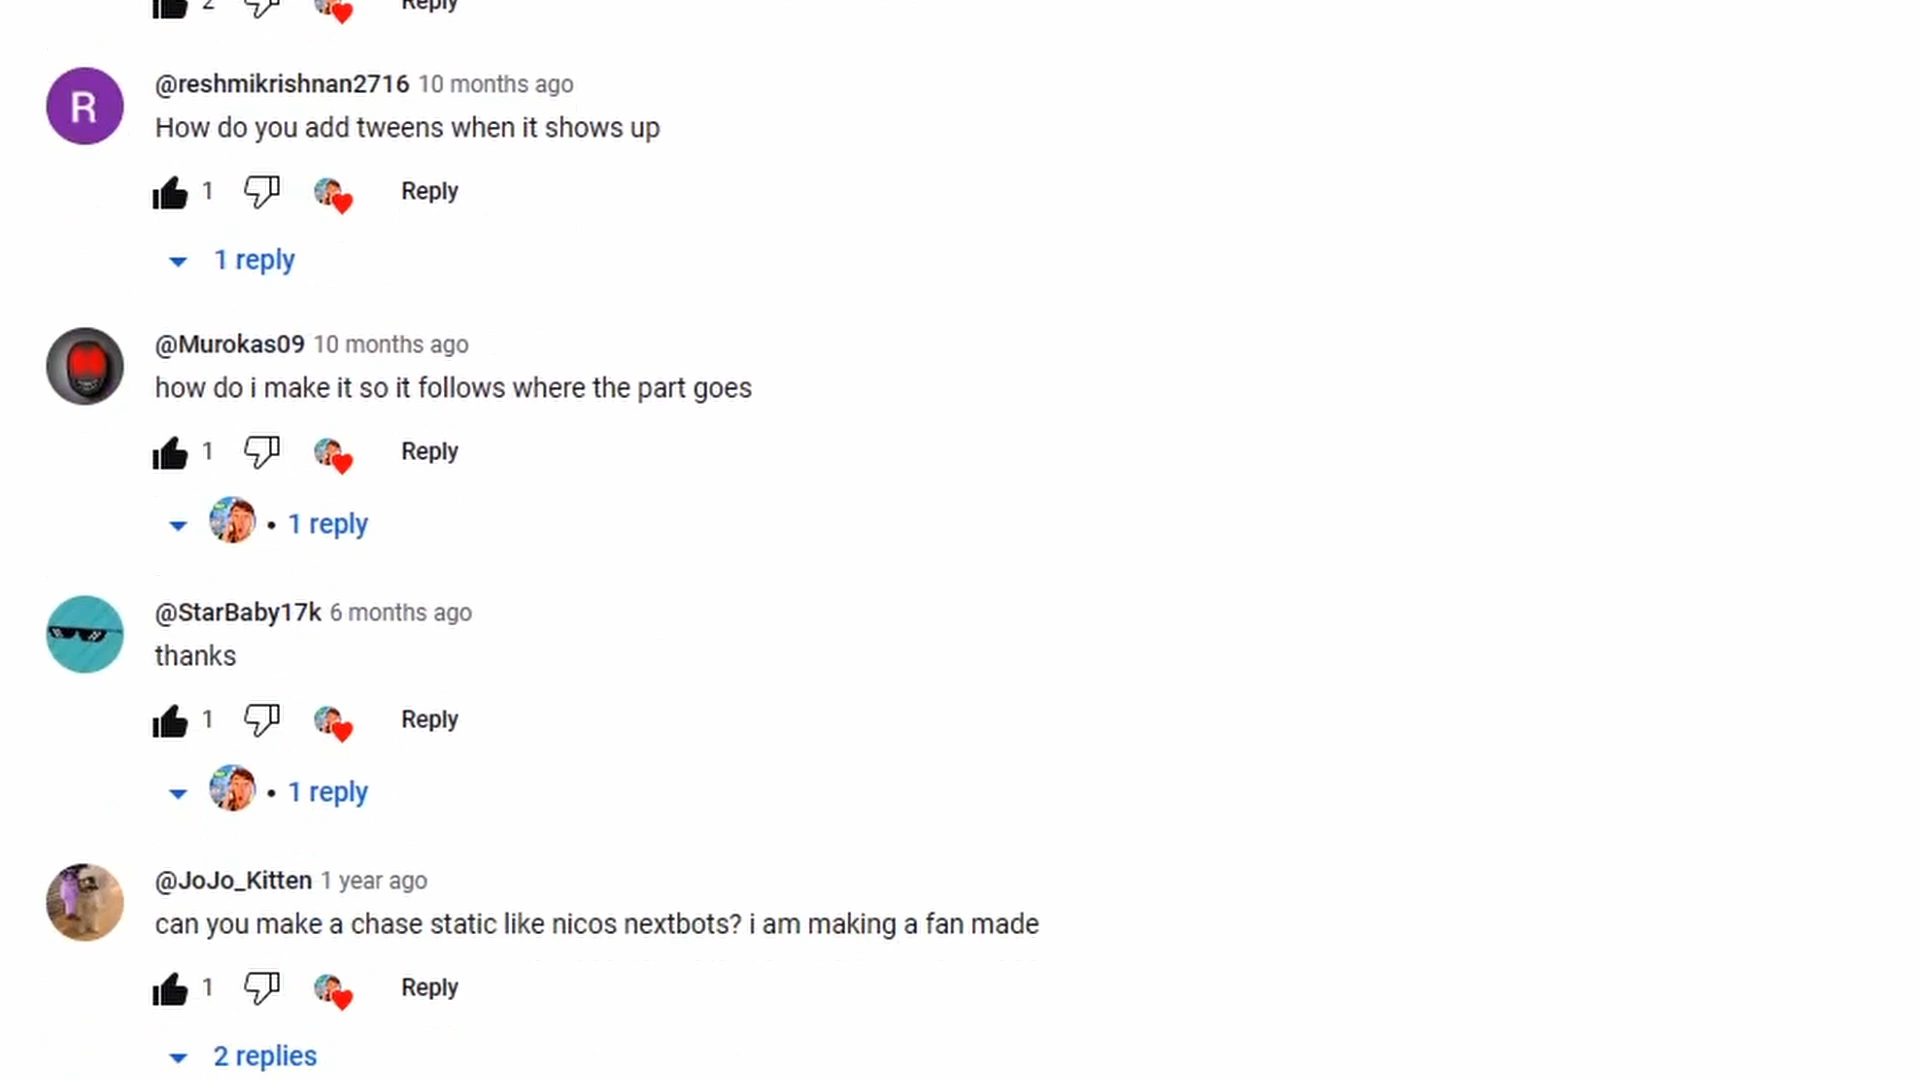 2 Reply
@reshmikrishnan2716 10 months ago
How do you add tweens when it shows up
1 Reply
1 reply
@Murokas09 10 months ago
how do i make it so it follows where the part goes
1 Reply
• 1 reply
@StarBaby17k 6 months ago
thanks
1 Reply
• 1 reply
@JoJo_Kitten 1 year ago
can you make a chase static like nicos nextbots? i am making a fan made
1 Reply
2 replies